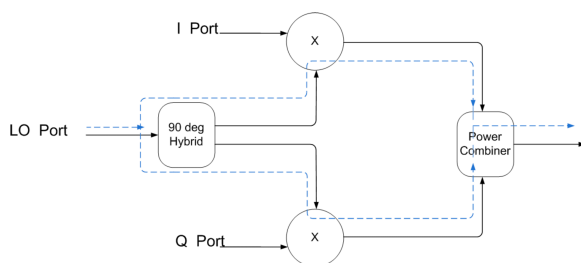 I Port
X
LO Port
90 deg
Hybrid
Power
Combiner
Q Port
X